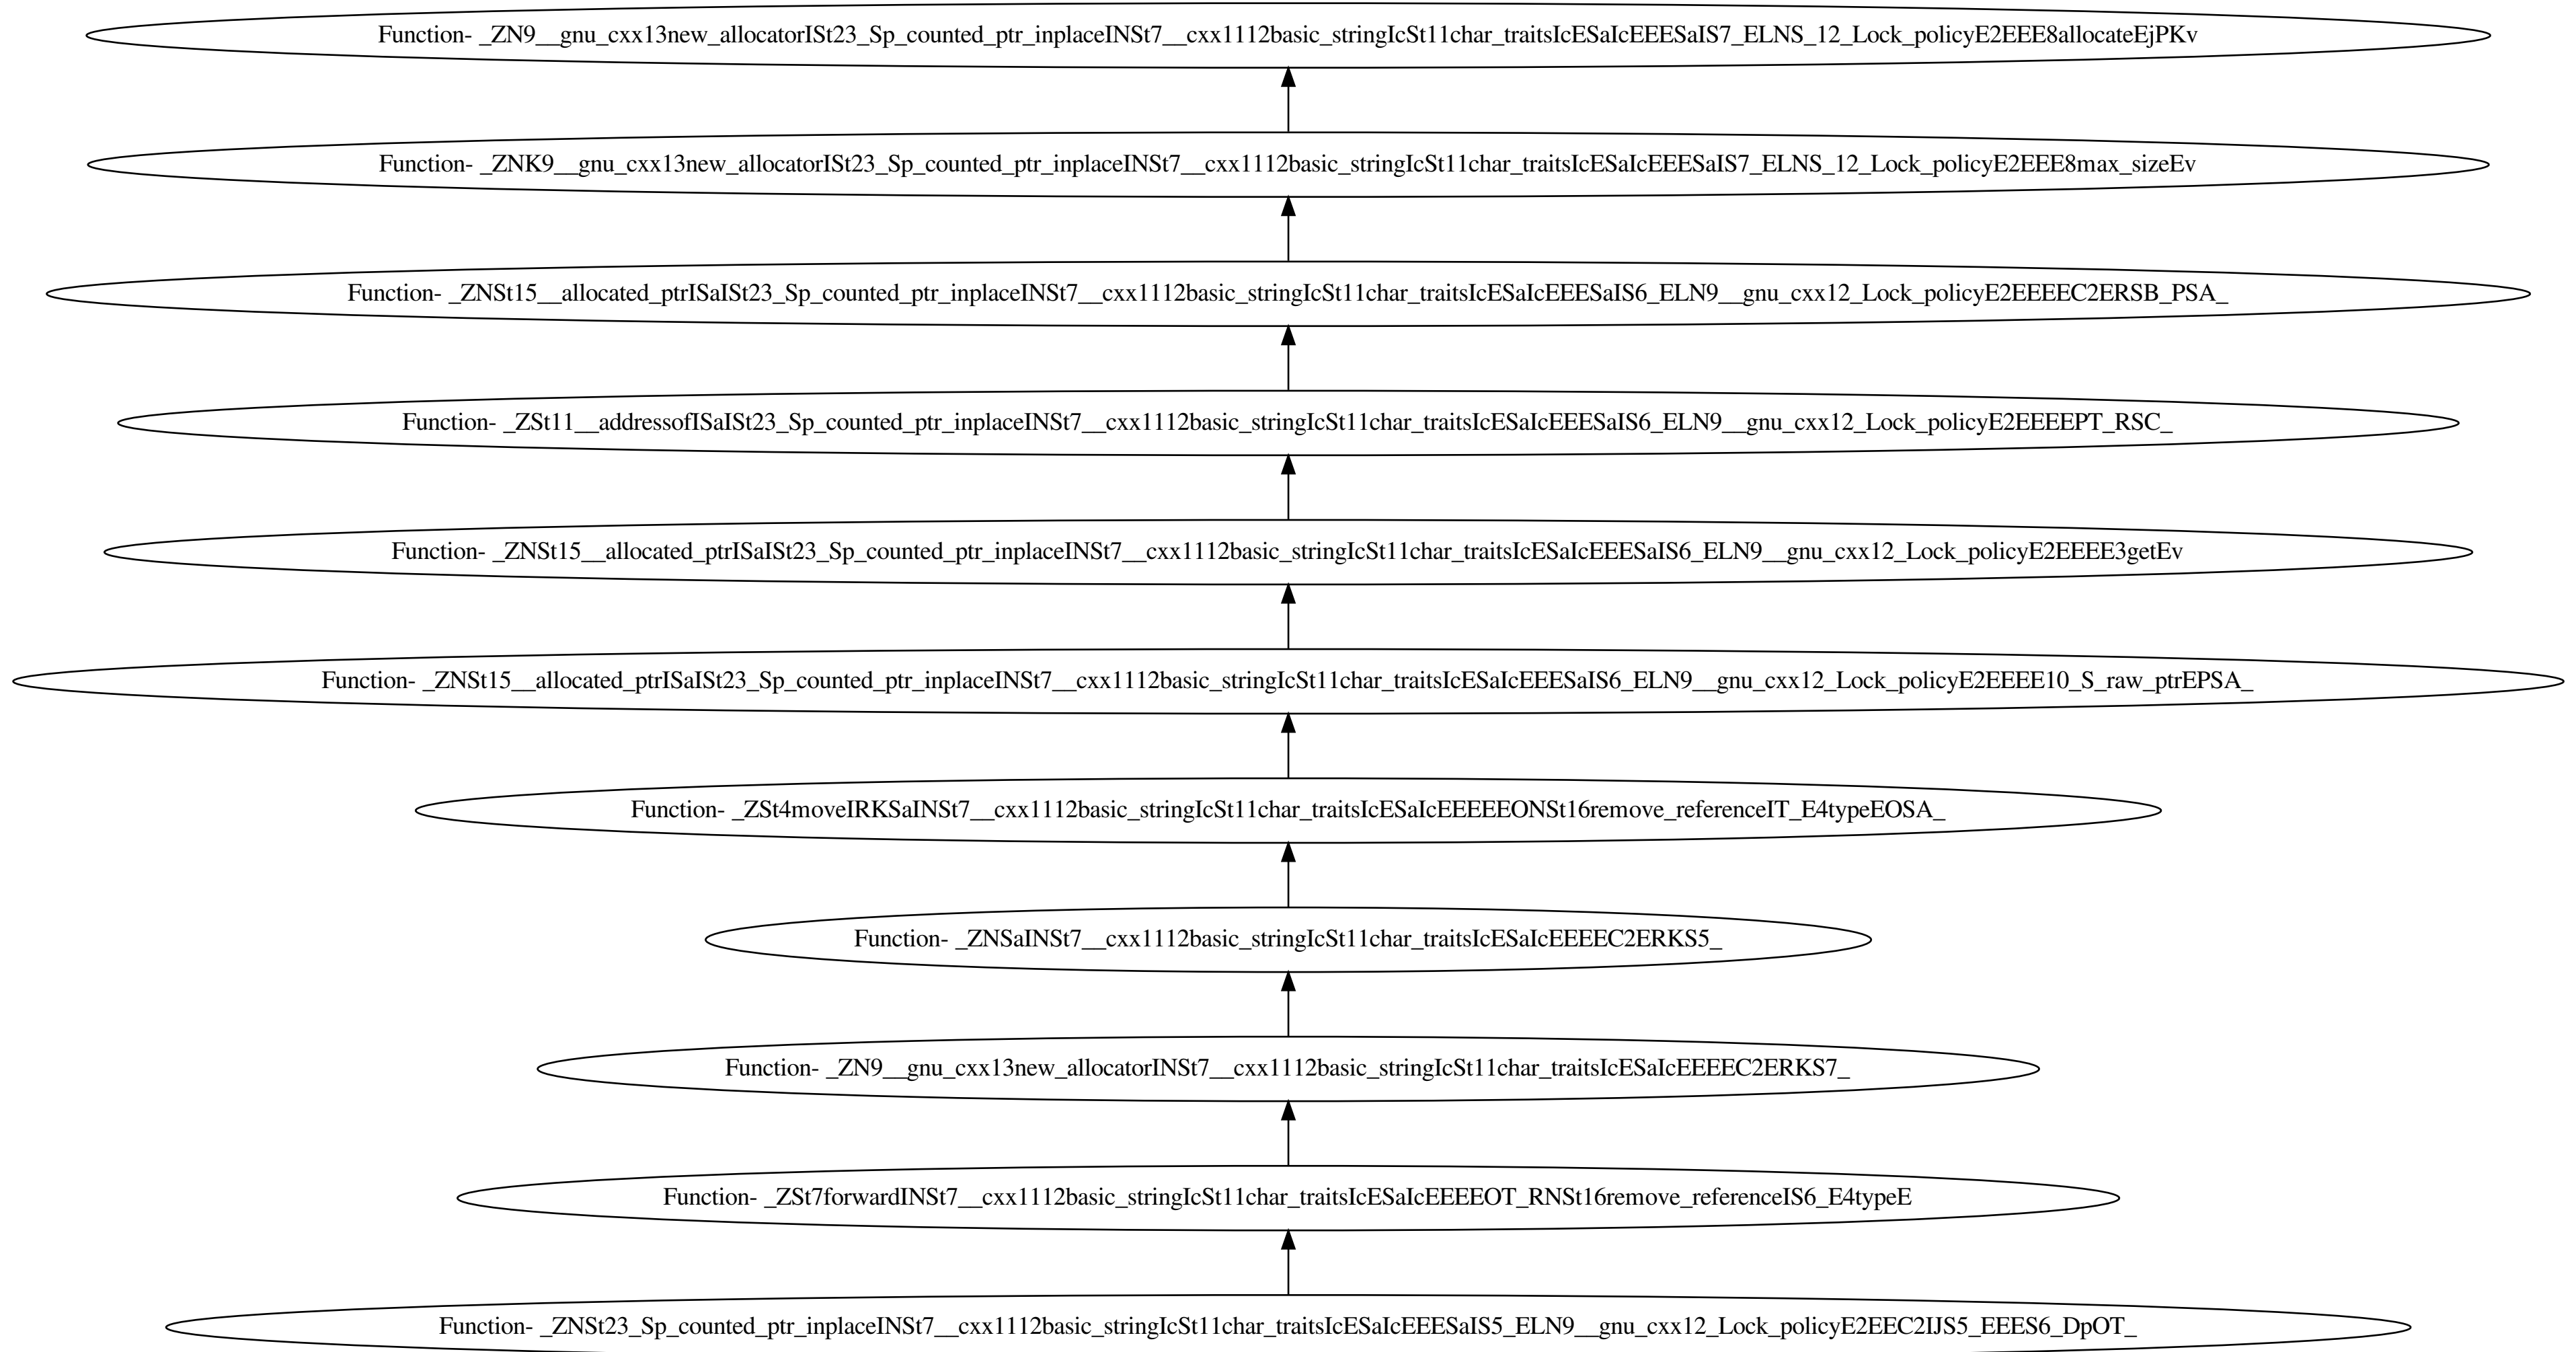 Function- _ZN9__gnu_cxx13new_allocatorISt23_Sp_counted_ptr_inplaceINSt7__cxx1112basic_stringIcSt11char_traitsIcESaIcEEESaIS7_ELNS_12_Lock_policyE2EEE8allocateEjPKv
Function- _ZNK9__gnu_cxx13new_allocatorISt23_Sp_counted_ptr_inplaceINSt7__cxx1112basic_stringIcSt11char_traitsIcESaIcEEESaIS7_ELNS_12_Lock_policyE2EEE8max_sizeEv
Function- _ZNSt15__allocated_ptrISaISt23_Sp_counted_ptr_inplaceINSt7__cxx1112basic_stringIcSt11char_traitsIcESaIcEEESaIS6_ELN9__gnu_cxx12_Lock_policyE2EEEEC2ERSB_PSA_
Function- _ZSt11__addressofISaISt23_Sp_counted_ptr_inplaceINSt7__cxx1112basic_stringIcSt11char_traitsIcESaIcEEESaIS6_ELN9__gnu_cxx12_Lock_policyE2EEEEPT_RSC_
Function- _ZNSt15__allocated_ptrISaISt23_Sp_counted_ptr_inplaceINSt7__cxx1112basic_stringIcSt11char_traitsIcESaIcEEESaIS6_ELN9__gnu_cxx12_Lock_policyE2EEEE3getEv
Function- _ZNSt15__allocated_ptrISaISt23_Sp_counted_ptr_inplaceINSt7__cxx1112basic_stringIcSt11char_traitsIcESaIcEEESaIS6_ELN9__gnu_cxx12_Lock_policyE2EEEE10_S_raw_ptrEPSA_
Function- _ZSt4moveIRKSaINSt7__cxx1112basic_stringIcSt11char_traitsIcESaIcEEEEEONSt16remove_referenceIT_E4typeEOSA_
Function- _ZNSaINSt7__cxx1112basic_stringIcSt11char_traitsIcESaIcEEEEC2ERKS5_
Function- _ZN9__gnu_cxx13new_allocatorINSt7__cxx1112basic_stringIcSt11char_traitsIcESaIcEEEEC2ERKS7_
Function- _ZSt7forwardINSt7__cxx1112basic_stringIcSt11char_traitsIcESaIcEEEEOT_RNSt16remove_referenceIS6_E4typeE
Function- _ZNSt23_Sp_counted_ptr_inplaceINSt7__cxx1112basic_stringIcSt11char_traitsIcESaIcEEESaIS5_ELN9__gnu_cxx12_Lock_policyE2EEC2IJS5_EEES6_DpOT_